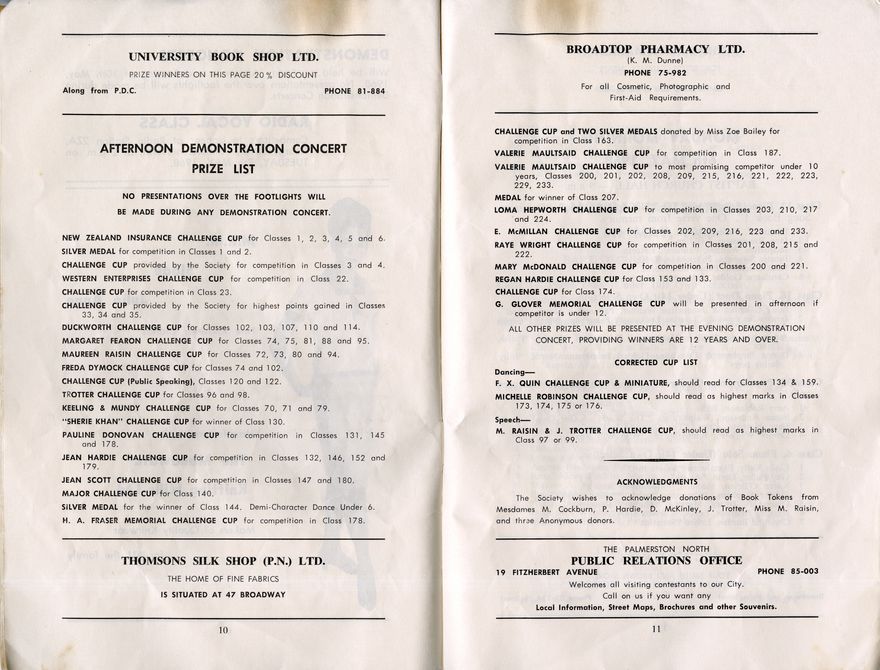 UNIVERSITY BOOK SHOP LTD.
PRIZE WINNERS ON THIS PAGE 20% DISCOUNT
Along from P.D.C. PHONE 81-884
AFTERNOON DEMONSTRATION CONCERT
PRIZE LIST
NO PRESENTATIONS OVER THE FOOTLIGHTS WILL
BE MADE DURING ANY DEMONSTRATION CONCERT.
NEW ZEALAND INSURANCE CHALLENGE CUP for Classes 1, 2, 3, 4, 5 and 6.
SILVER MEDAL for competition in Classes 1 and 2.
CHALLENGE CUP provided by the Society for competition in Classes 3 and 4.
WESTERN ENTERPRISES CHALLENGE CUP for competition in Class 22.
CHALLENGE CUP for competition in Class 23.
CHALLENGE CUP provided by the Society for highest points gained in Classes
33, 34 and 35.
DUCKWORTH CHALLENGE CUP for Classes 102, 103, 107, 110 and 114.
MARGARET FEARON CHALLENGE CUP for Classes 74, 75, 81, 88 and 95.
MAUREEN RAISIN CHALLENGE CUP for Classes 72, 73, 80 and 94.
FREDA DYMOCK CHALLENGE CUP for Classes 74 and 102.
CHALLENGE CUP (Public Speaking), Classes 120 and 122.
TROTTER CHALLENGE CUP for Classes 96 and 98.
KEELING & MUNDY CHALLENGE CUP for Classes 70, 71 and 79.
"SHERIE KHAN" CHALLENGE CUP for winner of Class 130.
PAULINE DONOVAN CHALLENGE CUP for competition in Classes 131, 145
and 178.
JEAN HARDIE CHALLENGE CUP for competition in Classes 132, 146, 152 and
179.
JEAN SCOTT CHALLENGE CUP for competition in Classes 147 and 180.
MAJOR CHALLENGE CUP for Class 140.
SILVER MEDAL for the winner of Class 144. Demi-Character Dance Under 6.
H. A. FRASER MEMORIAL CHALLENGE CUP for competition in Class 178.
THOMSONS SILK SHOP (P.N.) LTD.
THE HOME OF FINE FABRICS
IS SITUATED AT 47 BROADWAY
10
BROADTOP PHARMACY LTD.
(K. M. Dunne)
PHONE 75-982
For all Cosmetic, Photographic and
First-Aid Requirements.
CHALLENGE CUP and TWO SILVER MEDALS donated by Miss Zoe Bailey for
competition in Class 163.
VALERIE MAULTSAID CHALLENGE CUP for competition in Class 187.
VALERIE MAULTSAID CHALLENGE CUP to most promising competitor under 10
years, Classes 200, 201, 202, 208, 209, 215, 216, 221, 222, 223,
229, 233.
MEDAL for winner of Class 207.
LOMA HEPWORTH CHALLENGE CUP for competition in Classes 203, 210, 217
and 224.
E. McMILLAN CHALLENGE CUP for Classes 202, 209, 216, 223 and 233.
RAYE WRIGHT CHALLENGE CUP for competition in Classes 201, 208, 215 and
222.
MARY McDONALD CHALLENGE CUP for competition in Classes 200 and 221.
REGAN HARDIE CHALLENGE CUP for Class 153 and 133.
CHALLENGE CUP for Class 174.
G. GLOVER MEMORIAL CHALLENGE CUP will be presented in afternoon if
competitor is under 12.
ALL OTHER PRIZES WILL BE PRESENTED AT THE EVENING DEMONSTRATION
CONCERT, PROVIDING WINNERS ARE 12 YEARS AND OVER.
CORRECTED CUP LIST
Dancing—
F. X. QUIN CHALLENGE CUP & MINIATURE, should read for Classes 134 & 159.
MICHELLE ROBINSON CHALLENGE CUP, should read as highest marks in Classes
173, 174, 175 or 176.
Speech—
M. RAISIN & J. TROTTER CHALLENGE CUP, should read as highest marks in
Class 97 or 99.
ACKNOWLEDGMENTS
The Society wishes to acknowledge donations of Book Tokens from
Mesdames M. Cockburn, P. Hardie, D. McKinley, J. Trotter, Miss M. Raisin,
and three Anonymous donors.
THE PALMERSTON NORTH
PUBLIC RELATIONS OFFICE
19 FITZHERBERT AVENUE PHONE 85-003
Welcomes all visiting contestants to our City.
Call on us if you want any
Local Information, Street Maps, Brochures and other Souvenirs.
11